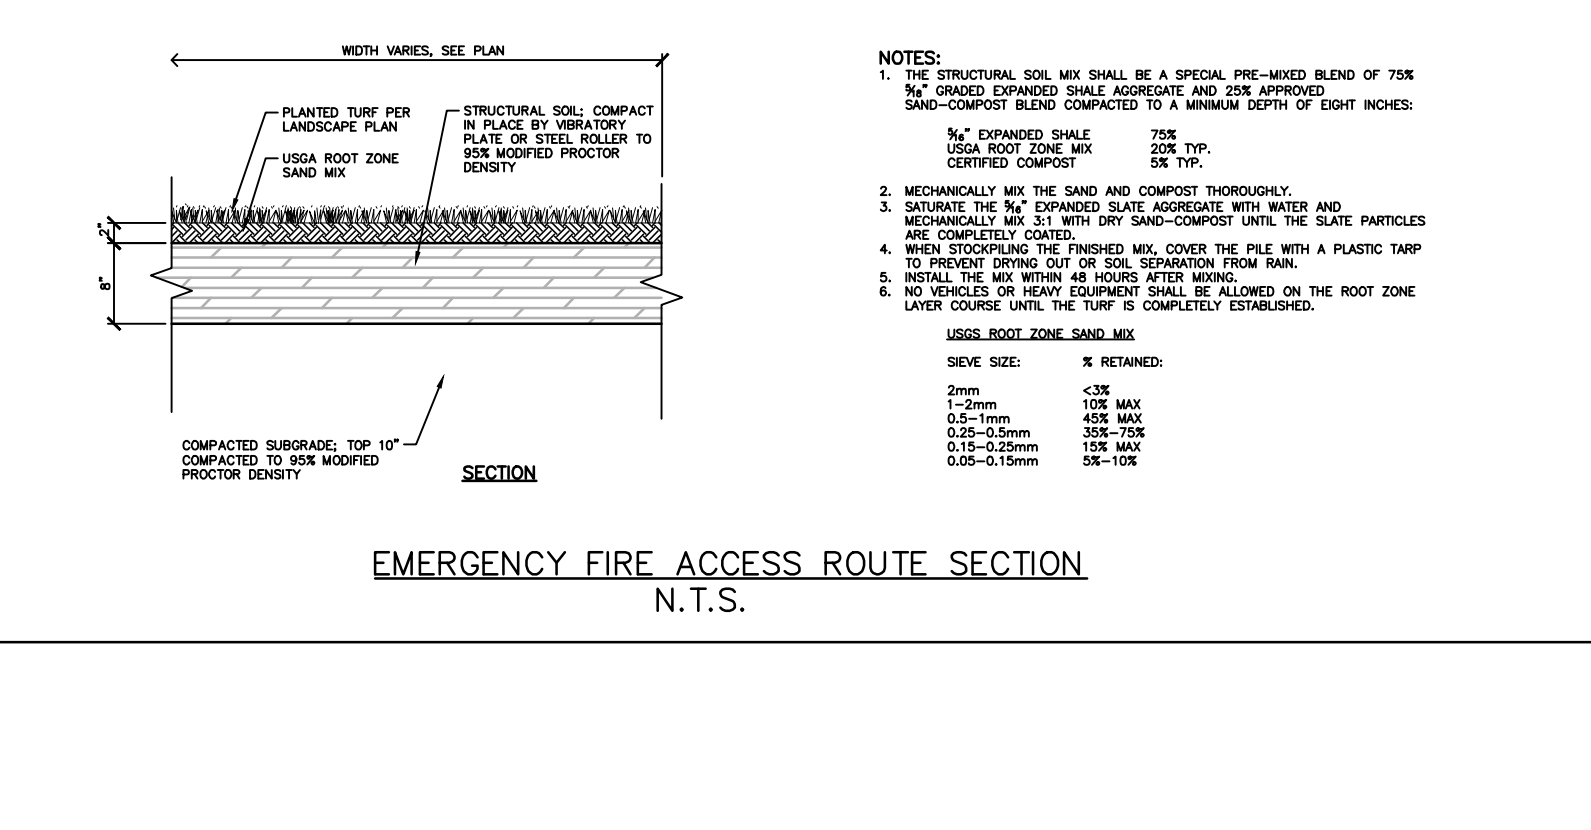 WIDTH VARIES, SEE PLAN
PLANTED TURF PER
LANDSCAPE PLAN
USGA ROOT ZONE
SAND MIX
STRUCTURAL SOIL; COMPACT
IN PLACE BY VIBRATORY
PLATE OR STEEL ROLLER TO
95% MODIFIED PROCTOR
DENSITY
2"
8"
COMPACTED SUBGRADE; TOP 10"
COMPACTED TO 95% MODIFIED
PROCTOR DENSITY
SECTION
NOTES:
1. THE STRUCTURAL SOIL MIX SHALL BE A SPECIAL PRE-MIXED BLEND OF 75%
GRADED EXPANDED SHALE AGGREGATE AND 25% APPROVED
SAND-COMPOST BLEND COMPACTED TO A MINIMUM DEPTH OF EIGHT INCHES:
EXPANDED SHALE 75%
USGA ROOT ZONE MIX 20% TYP.
CERTIFIED COMPOST 5% TYP.
2. MECHANICALLY MIX THE SAND AND COMPOST THOROUGHLY.
3. SATURATE THE EXPANDED SLATE AGGREGATE WITH WATER AND
MECHANICALLY MIX 3:1 WITH DRY SAND-COMPOST UNTIL THE SLATE PARTICLES
ARE COMPLETELY COATED.
4. WHEN STOCKPILING THE FINISHED MIX, COVER THE PILE WITH A PLASTIC TARP
TO PREVENT DRYING OUT OR SOIL SEPARATION FROM RAIN.
5. INSTALL THE MIX WITHIN 48 HOURS AFTER MIXING.
6. NO VEHICLES OR HEAVY EQUIPMENT SHALL BE ALLOWED ON THE ROOT ZONE
LAYER COURSE UNTIL THE TURF IS COMPLETELY ESTABLISHED.
USGS ROOT ZONE SAND MIX
SIEVE SIZE: % RETAINED:
2mm <3%
1-2mm 10% MAX
0.5-1mm 45% MAX
0.25-0.5mm 35%-75%
0.15-0.25mm 15% MAX
0.05-0.15mm 5%-10%
EMERGENCY FIRE ACCESS ROUTE SECTION
N.T.S.